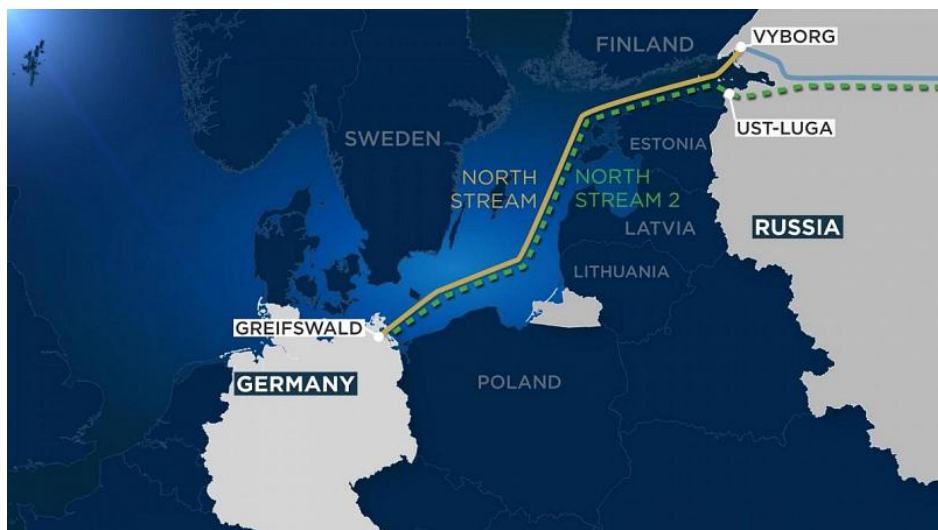 FINLAND
VYBORG
SWEDEN
UST-LUGA
ESTONIA
NORTH
STREAM
NORTH
STREAM 2
LATVIA
RUSSIA
LITHUANIA
GREIFSWALD
GERMANY
POLAND